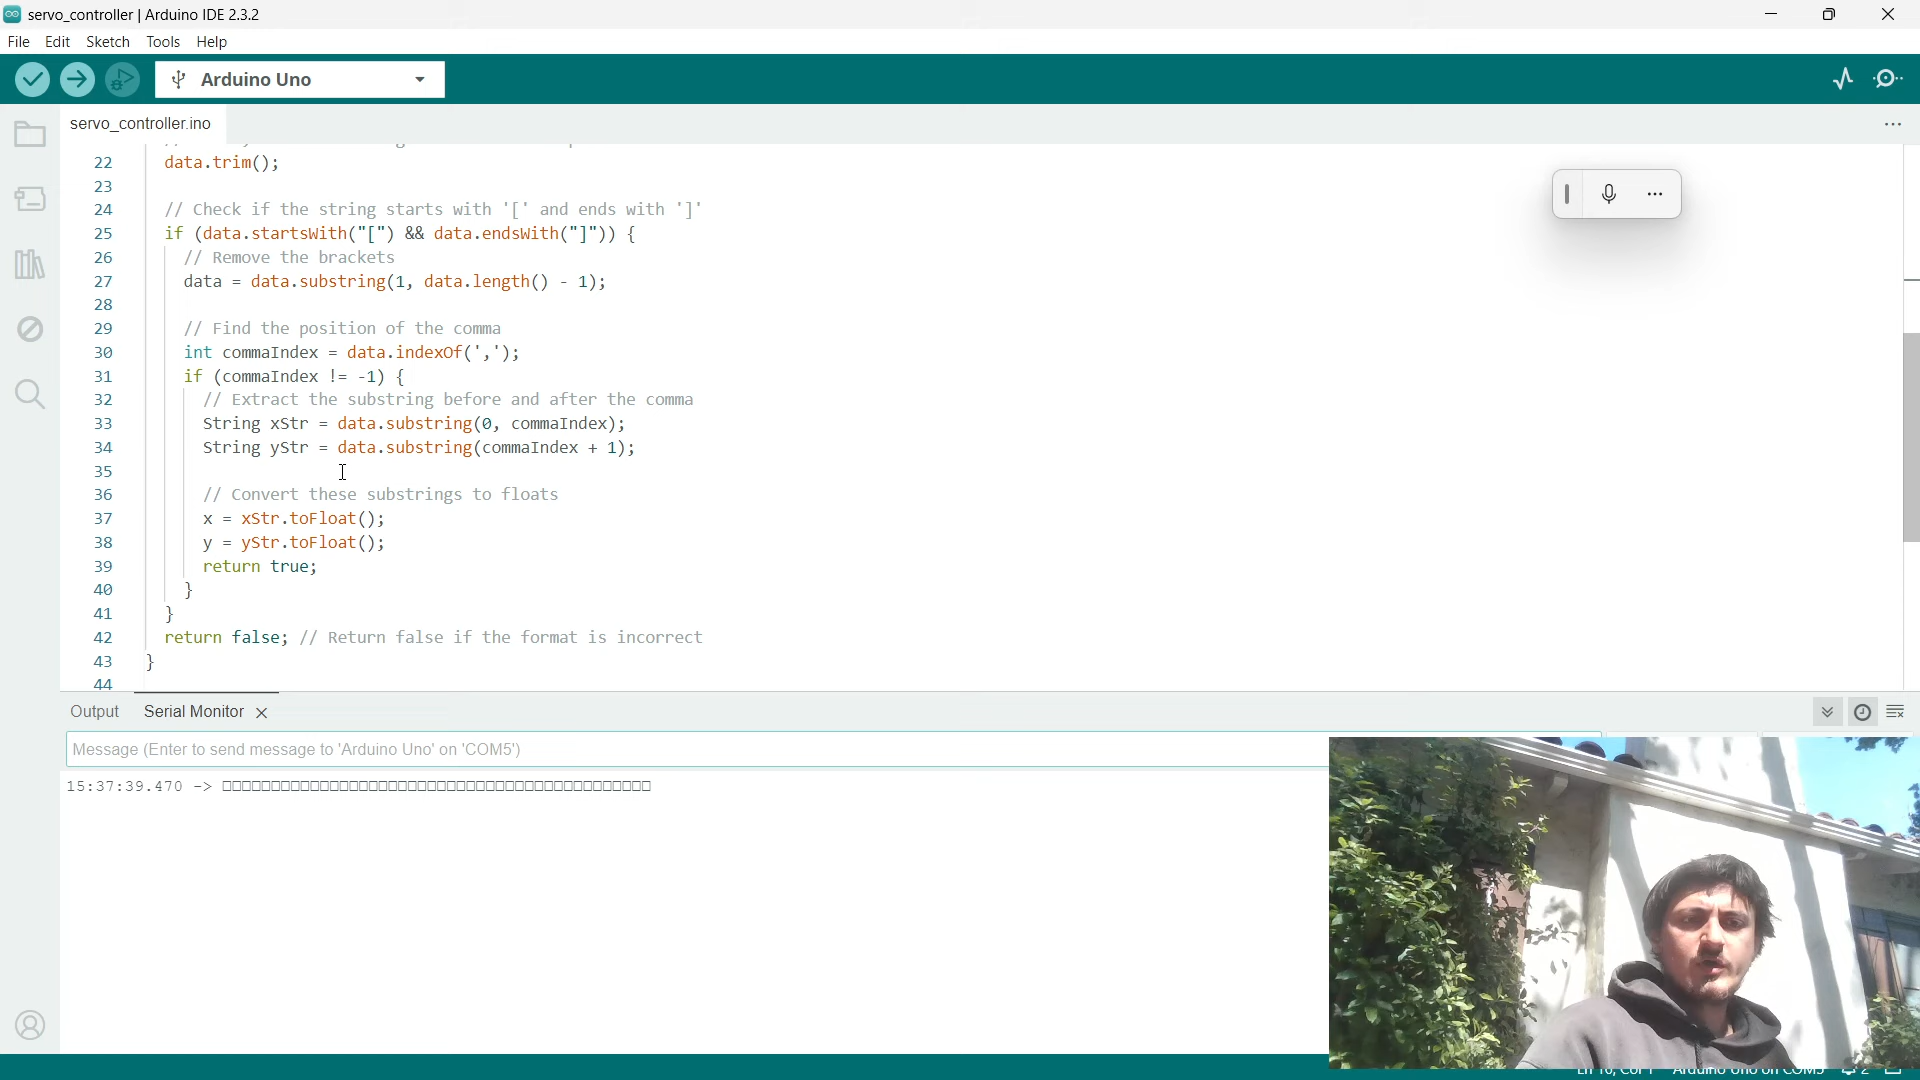 servo_controller | Arduino IDE 2.3.2
File Edit Sketch Tools Help
Arduino Uno
servo_controller.ino
22 data.trim();
23
24 // Check if the string starts with '[' and ends with ']'
25 if (data.startsWith("[") && data.endsWith("]")) {
26 // Remove the brackets
27 data = data.substring(1, data.length() - 1);
28
29 // Find the position of the comma
30 int commaIndex = data.indexOf(',');
31 if (commaIndex != -1) {
32 // Extract the substring before and after the comma
33 String xStr = data.substring(0, commaIndex);
34 String yStr = data.substring(commaIndex + 1);
35
36 // Convert these substrings to floats
37 x = xStr.toFloat();
38 y = yStr.toFloat();
39 return true;
40 }
41 }
42 return false; // Return false if the format is incorrect
43 }
44
Output Serial Monitor
Message (Enter to send message to 'Arduino Uno' on 'COM5')
15:37:39.470 ->